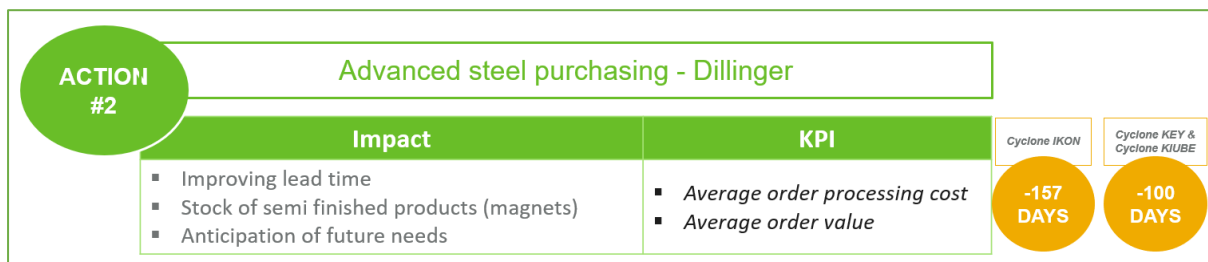 ACTION
#2
Advanced steel purchasing - Dillinger
Impact
KPI
Cyclone IKON
Cyclone KEY &
Cyclone KIUBE
▪ Improving lead time
▪ Stock of semi finished products (magnets)
▪ Anticipation of future needs
▪ Average order processing cost
▪ Average order value
-157
DAYS
-100
DAYS